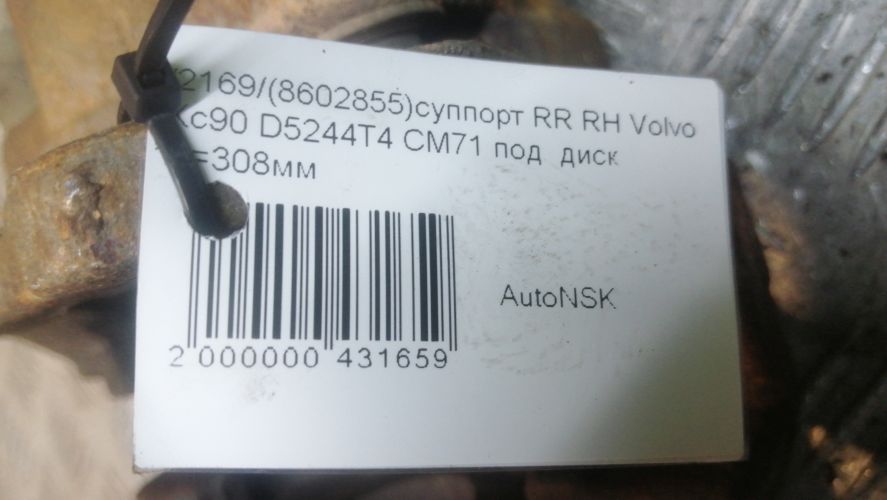 2169/(8602855)суппорт RR RH Volvo
Xc90 D5244T4 CM71 под диск
=308мм
AutoNSK
2 000000 431659